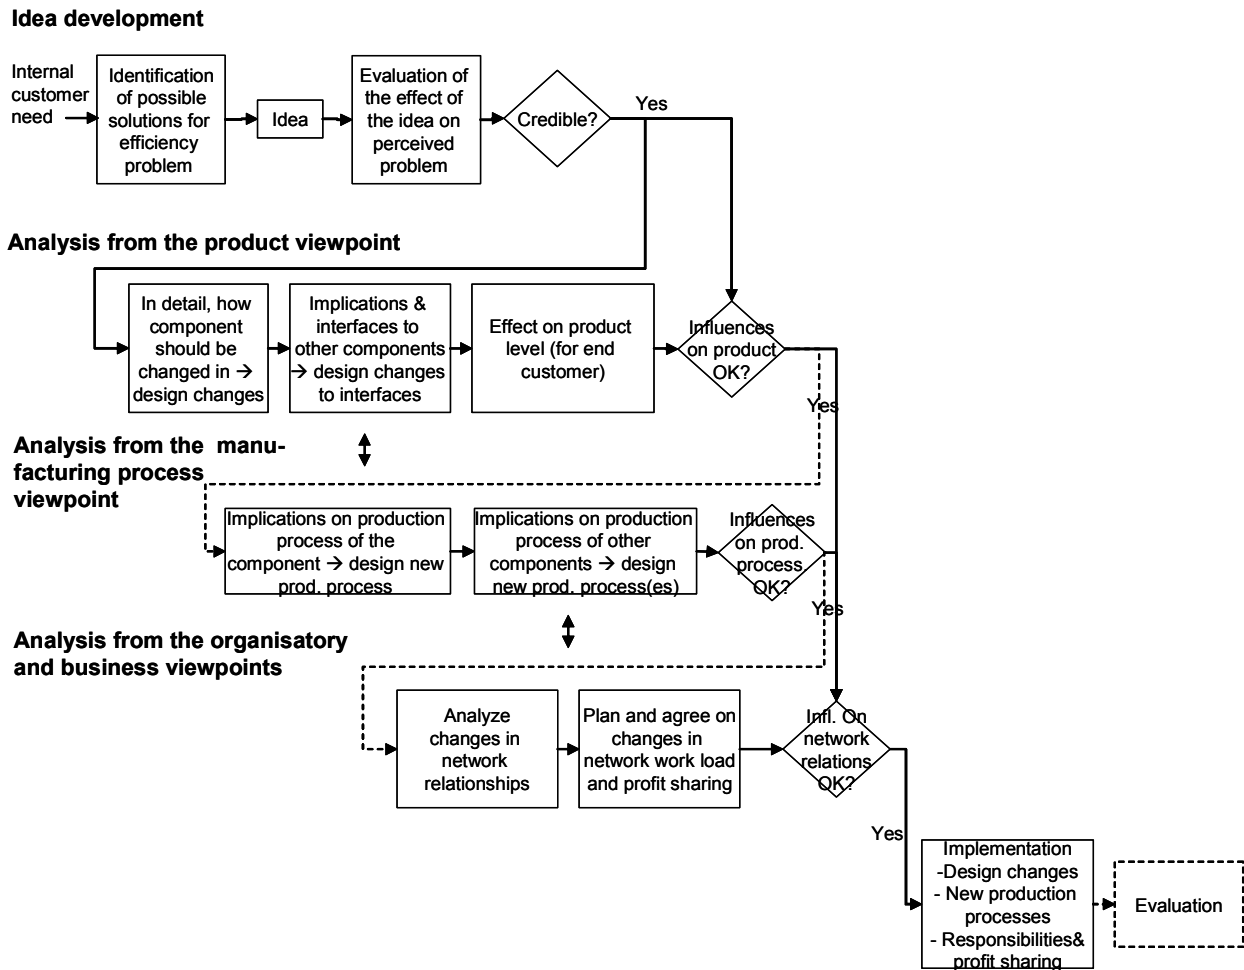 Idea development
Internal
customer
need
Identification
of possible
solutions for
efficiency
problem
Idea
Evaluation of
the effect of
the idea on
perceived
problem
Credible?
Yes
Analysis from the product viewpoint
In detail, how
component
should be
changed in →
design changes
Implications &
interfaces to
other components
→ design changes
to interfaces
Effect on product
level (for end
customer)
Influences
on product
OK?
Yes
Analysis from the manu-
facturing process
viewpoint
Implications on production
process of the
component → design new
prod. process
Implications on production
process of other
components → design
new prod. process(es)
Influences
on prod.
process.
OK?
Yes
Analysis from the organisatory
and business viewpoints
Analyze
changes in
network
relationships
Plan and agree on
changes in
network work load
and profit sharing
Infl. On
network
relations
OK?
Yes
Implementation
-Design changes
- New production
processes
- Responsibilities&
profit sharing
Evaluation